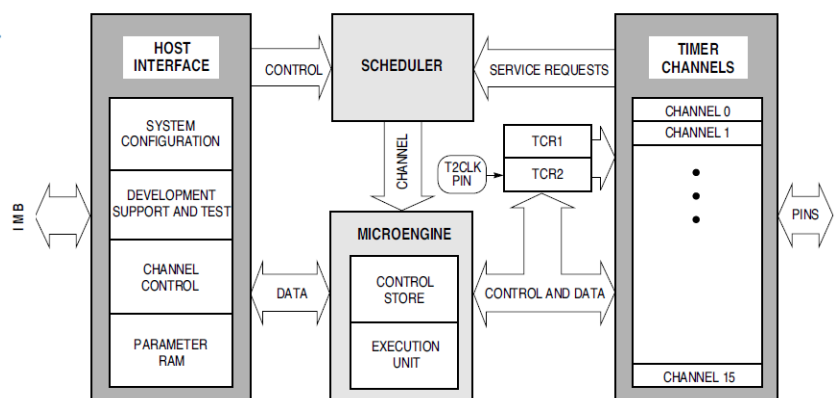 HOST
INTERFACE
CONTROL
SCHEDULER
SERVICE REQUESTS
TIMER
CHANNELS
SYSTEM
CONFIGURATION
DEVELOPMENT
SUPPORT AND TEST
CHANNEL
CONTROL
PARAMETER
RAM
IMB
DATA
CHANNEL
T2CLK
PIN
TCR1
TCR2
MICROENGINE
CONTROL
STORE
EXECUTION
UNIT
CONTROL AND DATA
CHANNEL 0
CHANNEL 1
CHANNEL 15
PINS